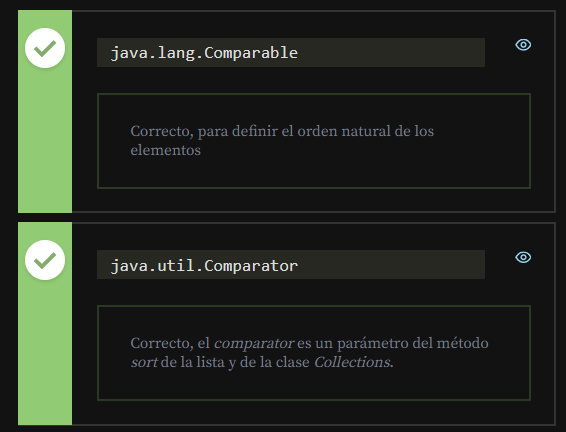 java.lang.Comparable
Correcto, para definir el orden natural de los
elementos
java.util.Comparator
Correcto, el comparator es un parámetro del método
sort de la lista y de la clase Collections.